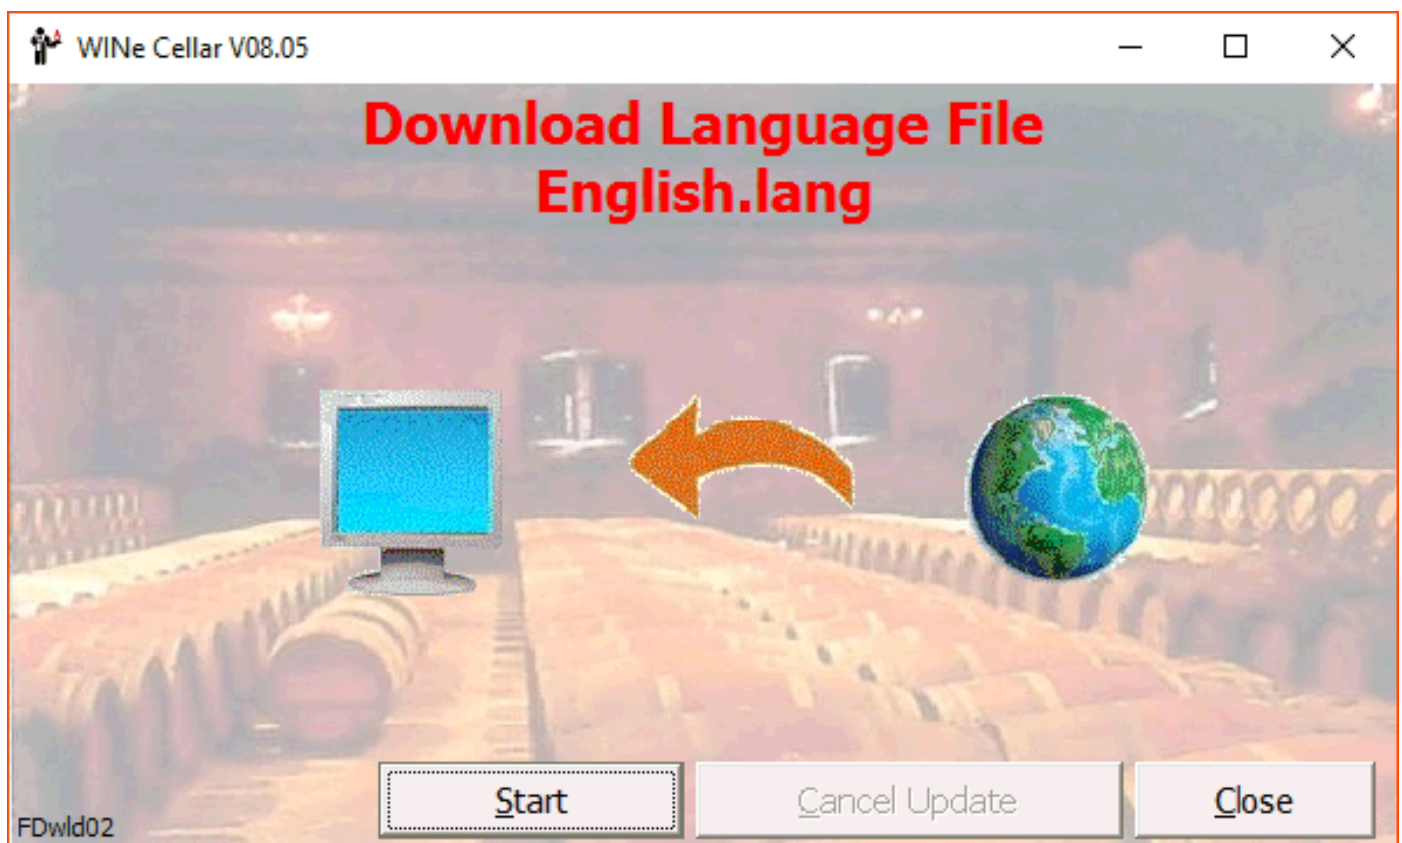 WINe Cellar V08.05
Download Language File
English.lang
Start
Cancel Update
Close
FDwld02